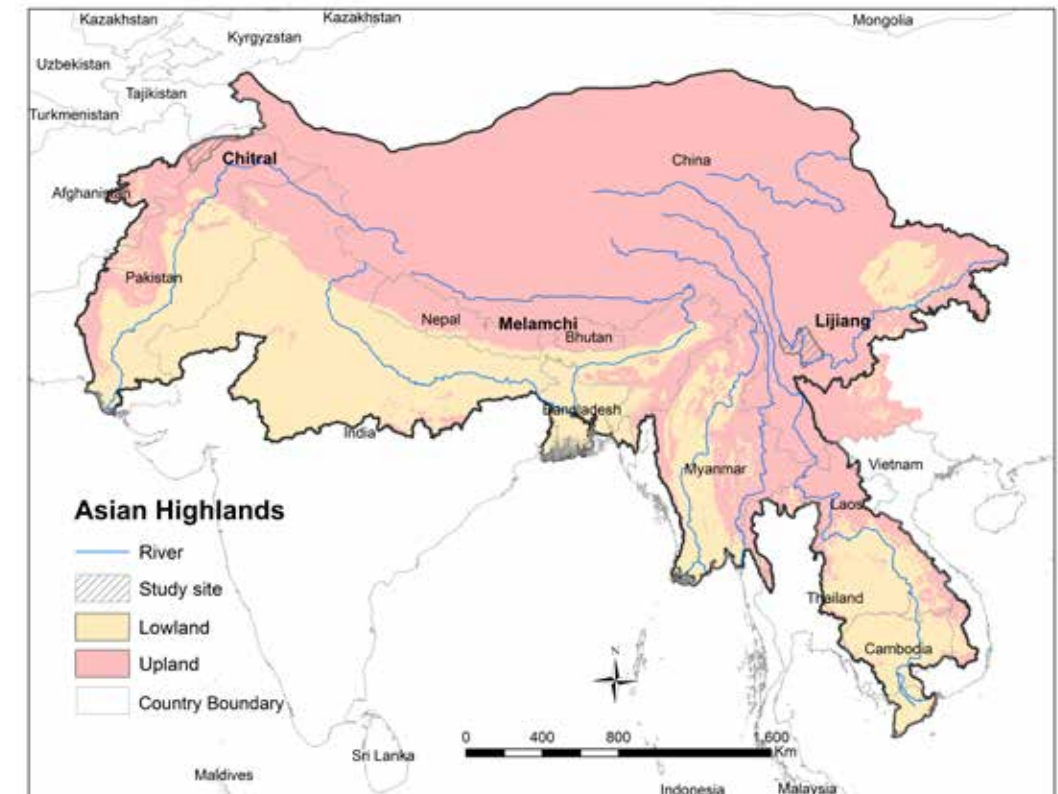 Kazakhstan
Kazakhstan
Mongolia
Kyrgyzstan
Uzbekistan
Tajikistan
Turkmenistan
Chitral
China
Afghanistan
Pakistan
Nepal
Melamchi
Lijiang
Bhutan
Bangladesh
India
Vietnam
Myanmar
Laos
Asian Highlands
River
Study site
Lowland
Upland
Country Boundary
Thailand
Cambodia
N
0 400 800 1,600
Km
Sri Lanka
Maldives
Indonesia
Malaysia